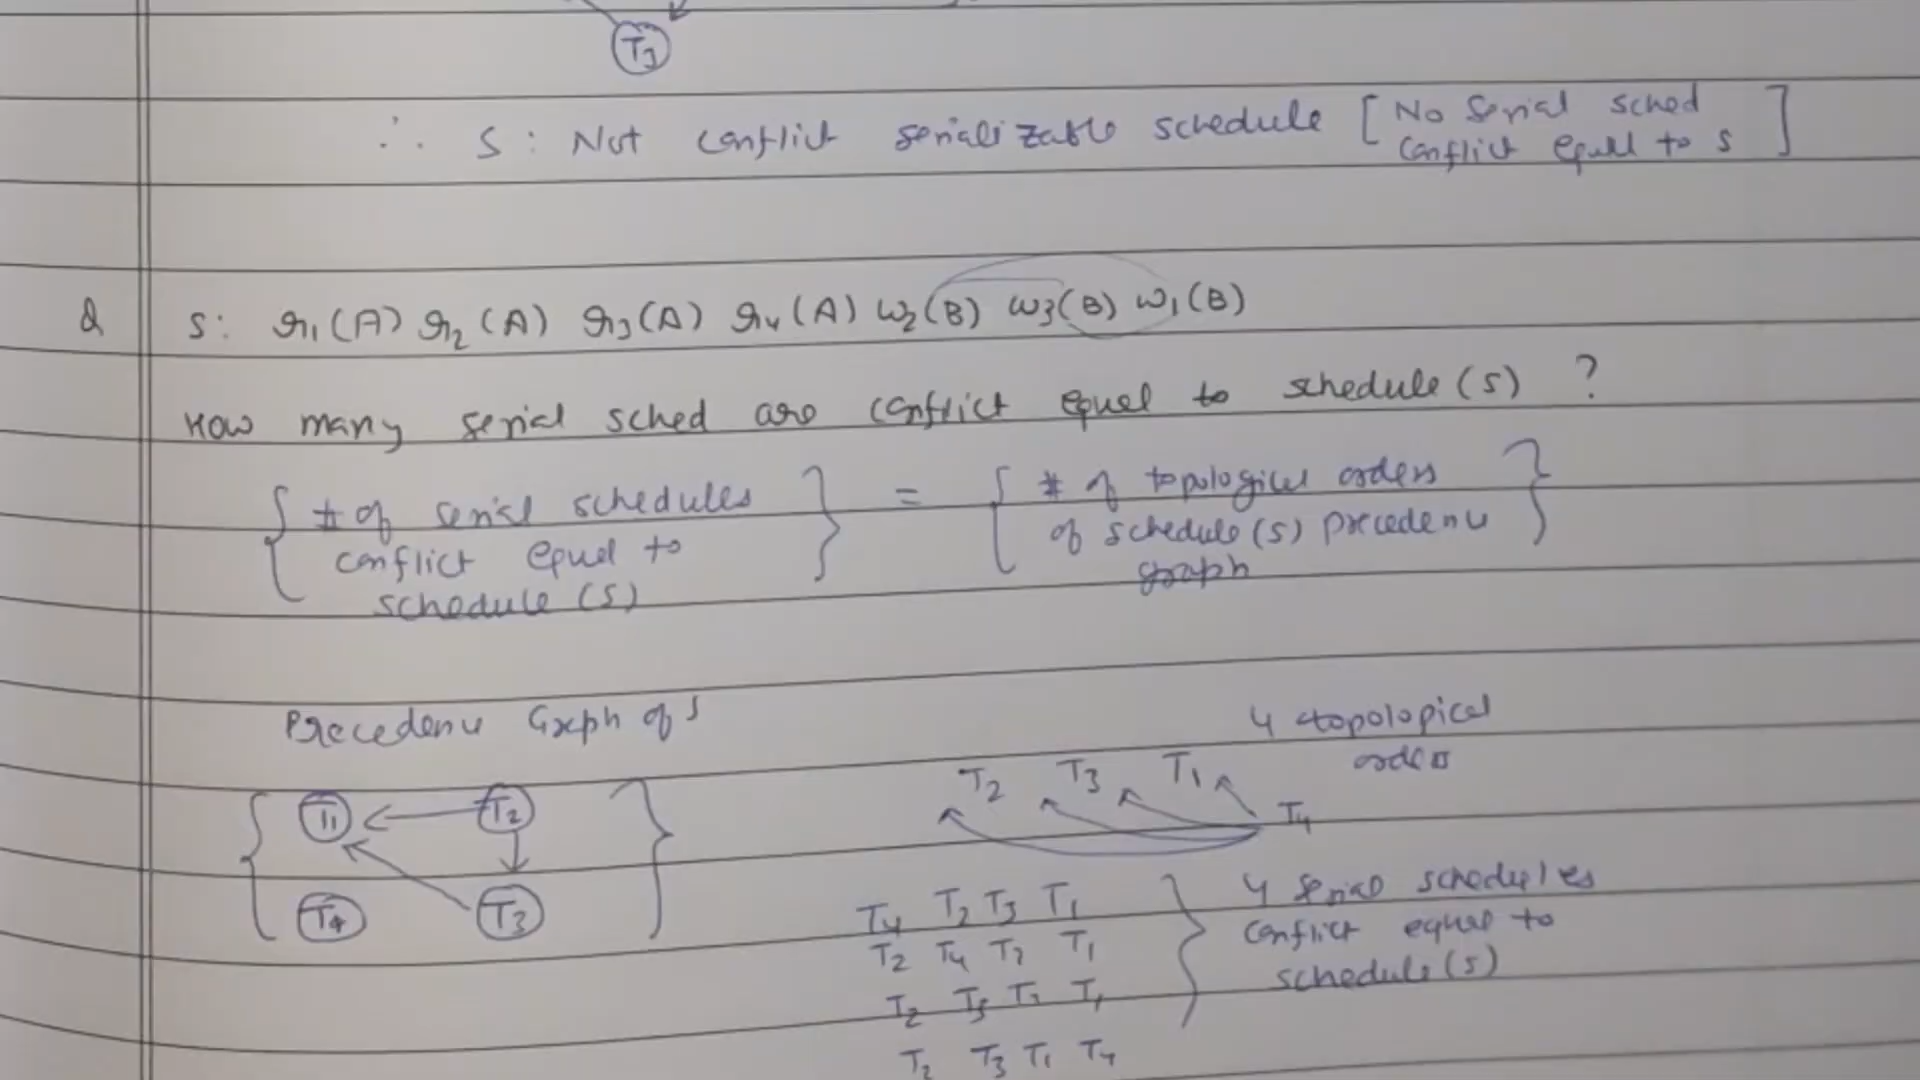 T3
∴ S : Not conflict serializable schedule [ No Serial sched
conflict equal to S ]
Q S: r1(A) r2(A) r3(A) r4(A) w2(B) w3(B) w1(B)
How many serial sched are conflict equal to schedule(S) ?
{ # of serial schedules
conflict equal to
schedule (S) }
=
{ # of topological orders
of schedule(S) precedence
graph }
Precedence Graph of S
T1 T2
T4 T3
4 topological
orders
T2 T3 T1
T4
T4 T2 T3 T1
T2 T4 T3 T1
T2 T3
T2 T3 T1 T4
4 serial schedules
conflict equal to
schedule(S)